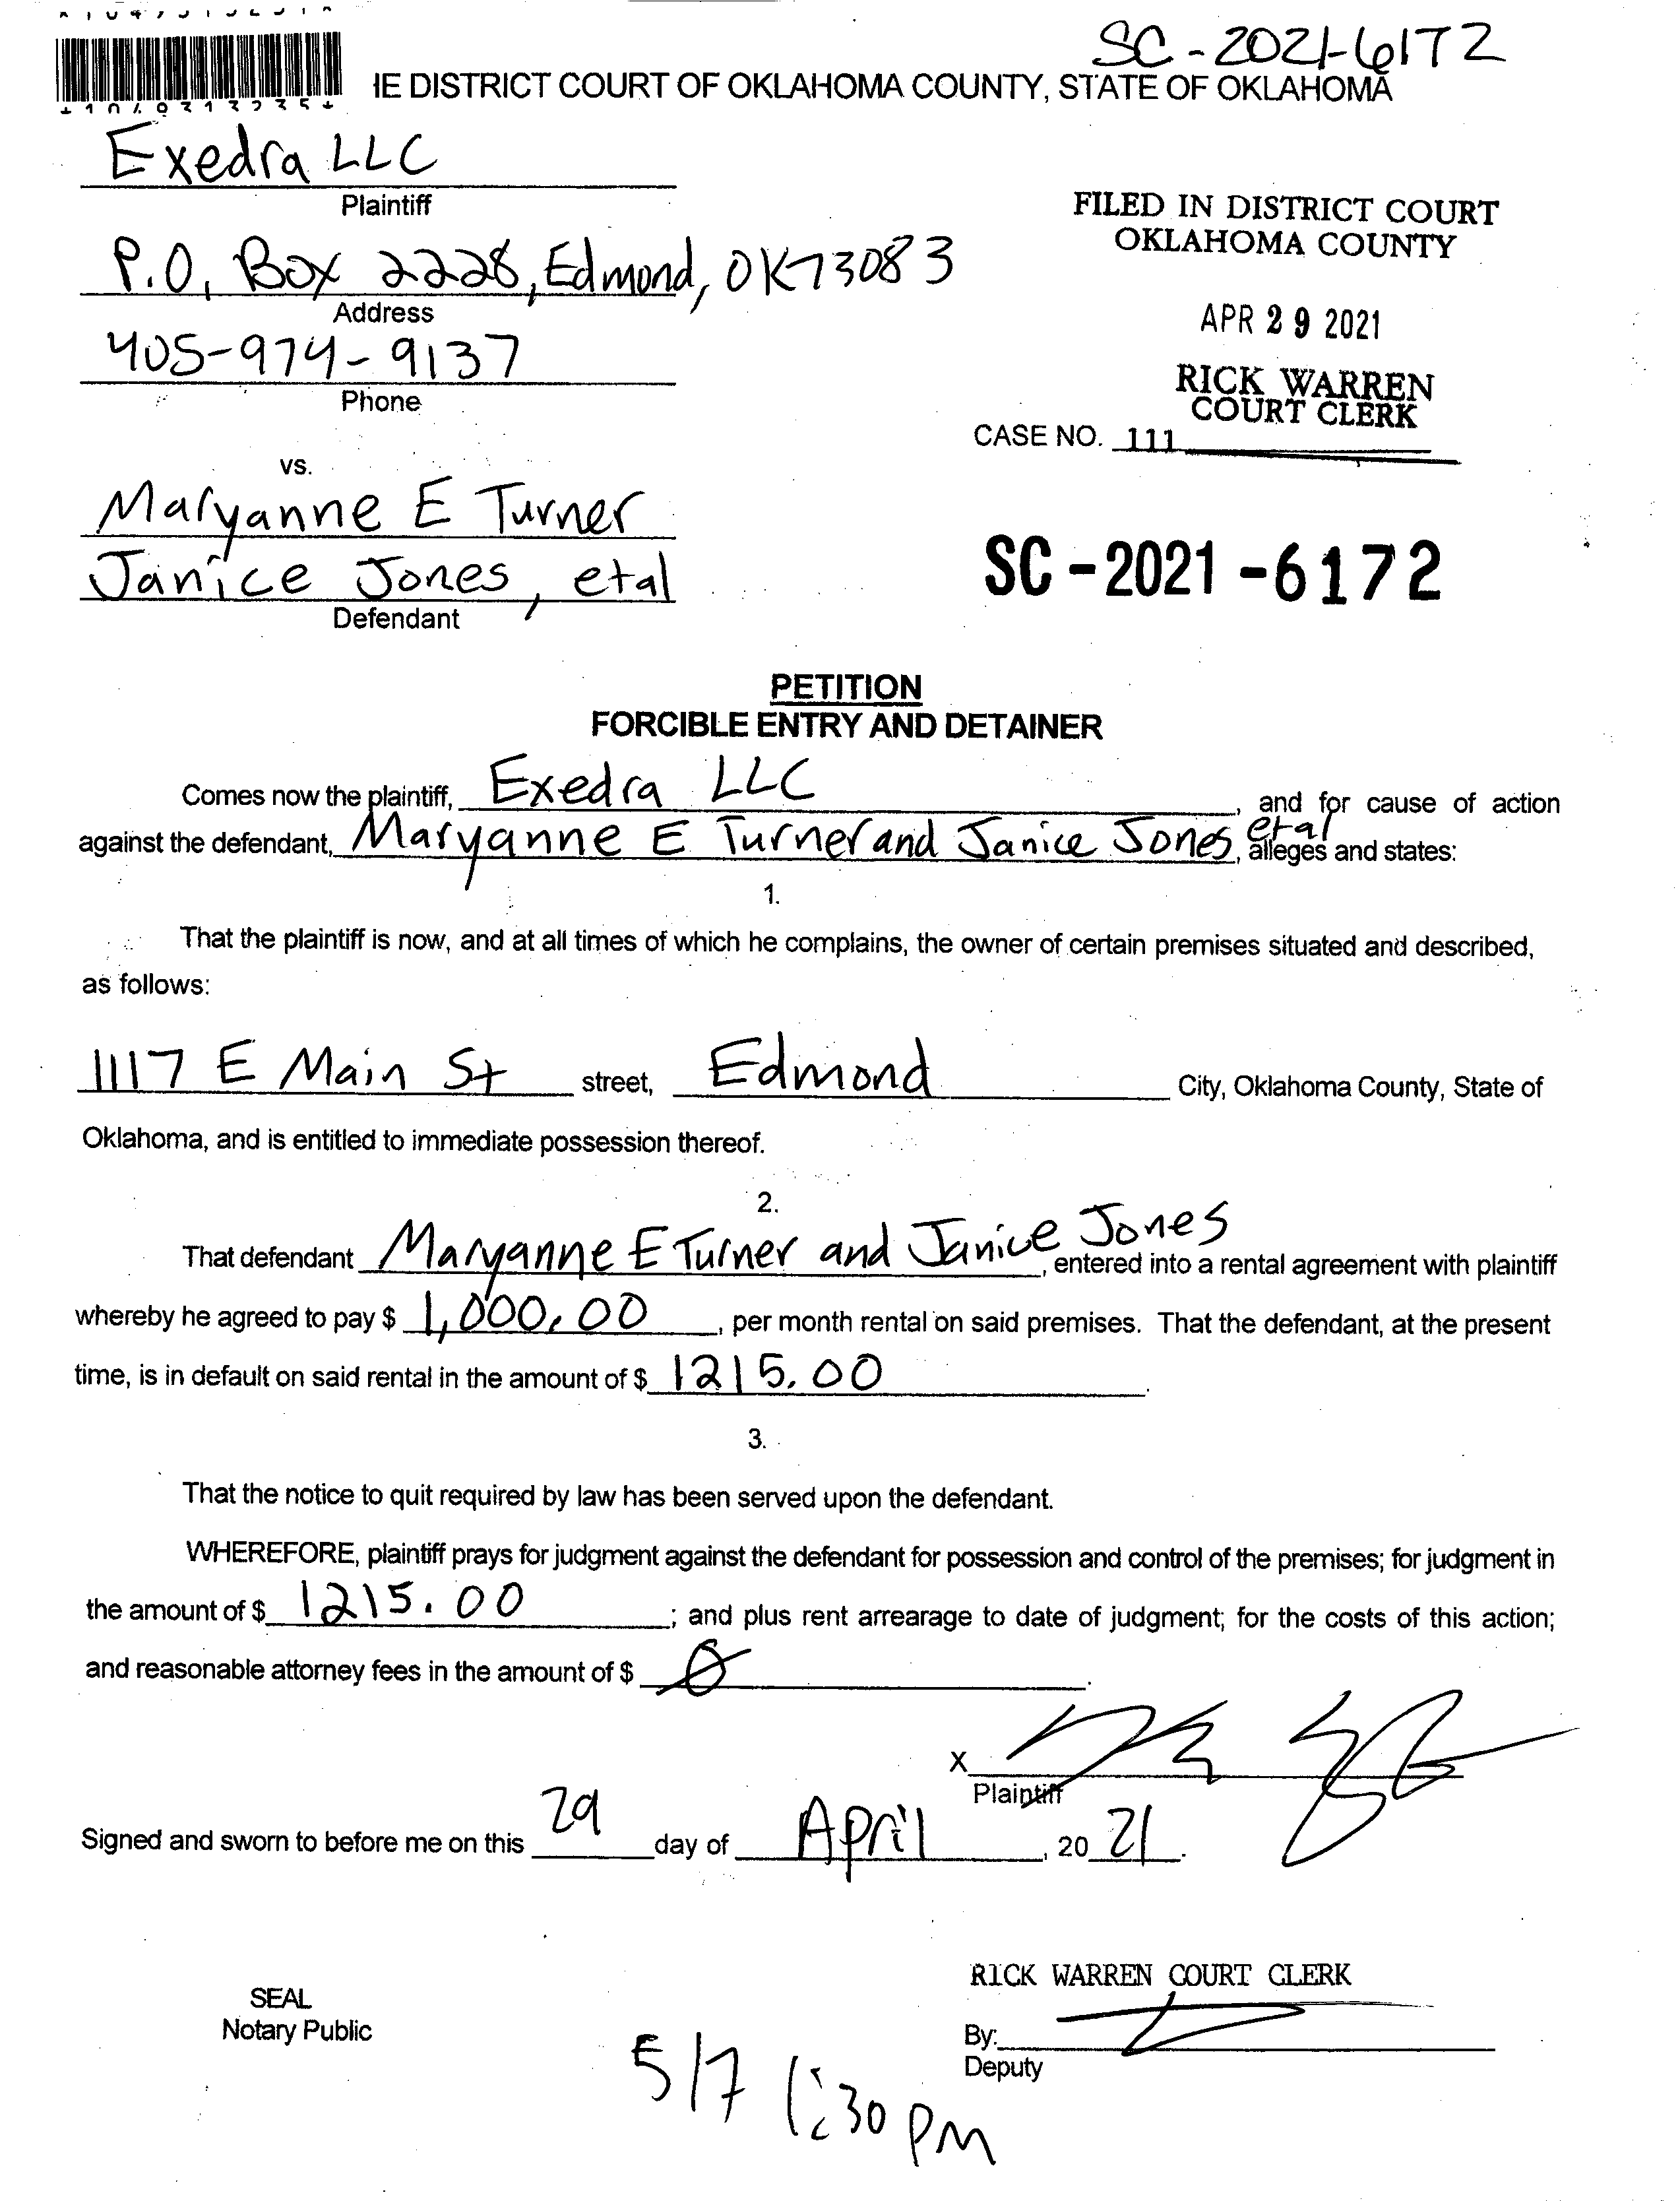 SC-2021-6172
IE DISTRICT COURT OF OKLAHOMA COUNTY, STATE OF OKLAHOMA
Exedra LLC
Plaintiff
P.O. Box 2228, Edmond, OK 73083
Address
405-974-9137
Phone
FILED IN DISTRICT COURT
OKLAHOMA COUNTY
APR 29 2021
RICK WARREN
COURT CLERK
CASE NO. 111
vs.
Maryanne E Turner
Janice Jones, etal
Defendant
SC-2021-6172
PETITION
FORCIBLE ENTRY AND DETAINER
Comes now the plaintiff, Exedra LLC, and for cause of action
against the defendant, Maryanne E Turner and Janice Jones, etal, alleges and states:
1.
That the plaintiff is now, and at all times of which he complains, the owner of certain premises situated and described,
as follows:
1117 E Main St street, Edmond City, Oklahoma County, State of
Oklahoma, and is entitled to immediate possession thereof.
2.
That defendant Maryanne E Turner and Janice Jones, entered into a rental agreement with plaintiff
whereby he agreed to pay $ 1,000.00, per month rental on said premises. That the defendant, at the present
time, is in default on said rental in the amount of $ 1215.00.
3.
That the notice to quit required by law has been served upon the defendant.
WHEREFORE, plaintiff prays for judgment against the defendant for possession and control of the premises; for judgment in
the amount of $ 1215.00; and plus rent arrearage to date of judgment; for the costs of this action;
and reasonable attorney fees in the amount of $ 0.
X
Plaintiff
Signed and sworn to before me on this 29 day of April, 20 21.
RICK WARREN COURT CLERK
SEAL
Notary Public
By:
Deputy
5/7 1:30 PM